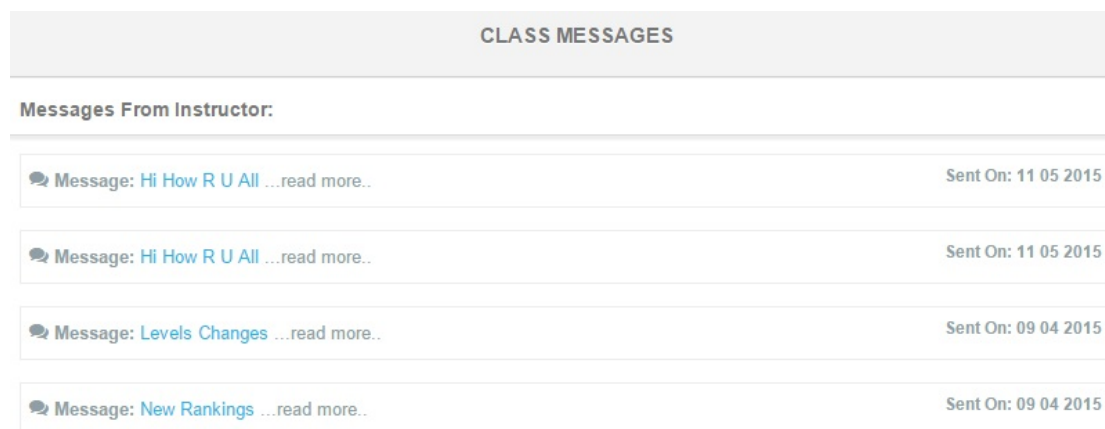 CLASS MESSAGES
Messages From Instructor:
Message: Hi How R U All ...read more.. Sent On: 11 05 2015
Message: Hi How R U All ...read more.. Sent On: 11 05 2015
Message: Levels Changes ...read more.. Sent On: 09 04 2015
Message: New Rankings ...read more.. Sent On: 09 04 2015